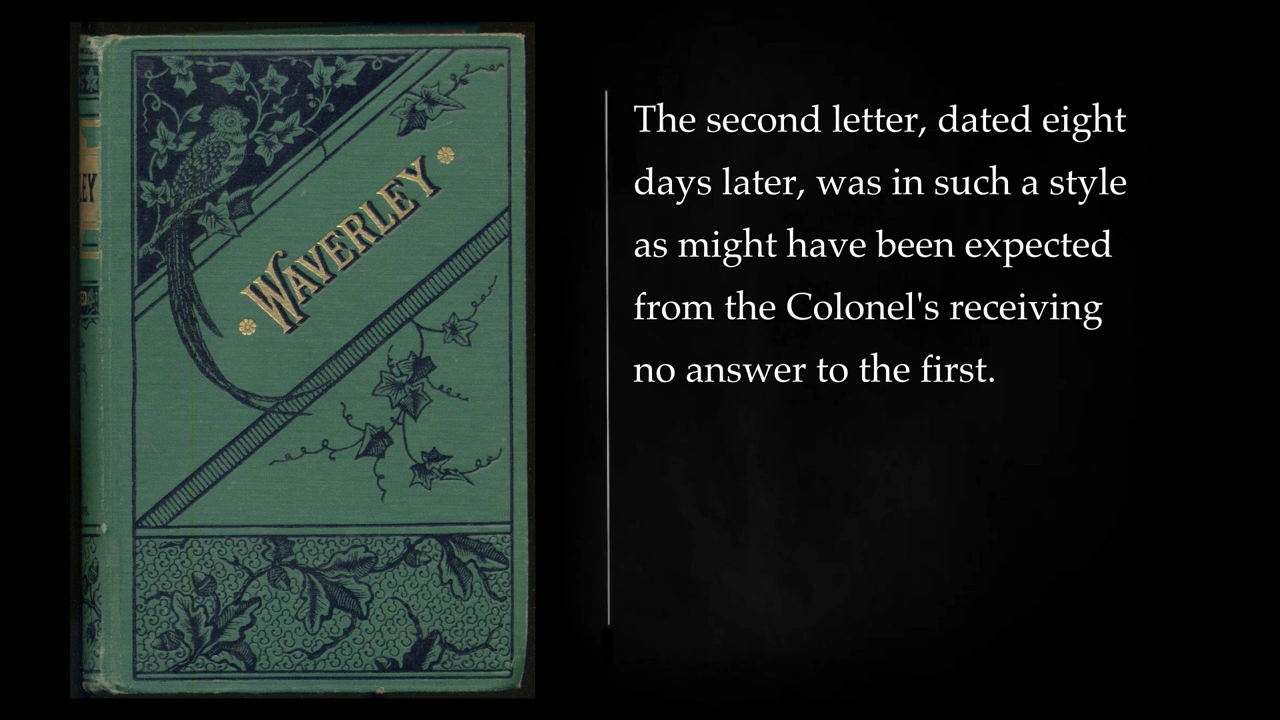 WAVERLEY
EY
The second letter, dated eight
days later, was in such a style
as might have been expected
from the Colonel's receiving
no answer to the first.